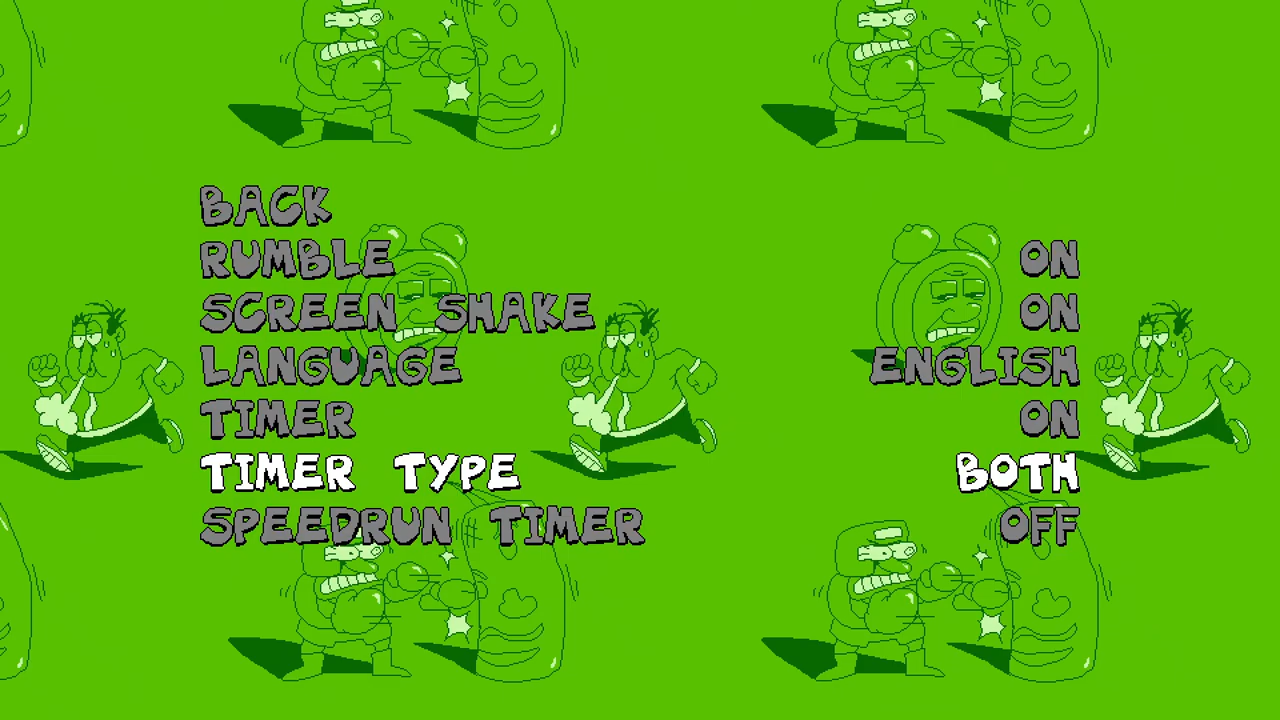 BACK
RUMBLE ON
SCREEN SHAKE ON
LANGUAGE ENGLISH
TIMER ON
TIMER TYPE BOTH
SPEEDRUN TIMER OFF